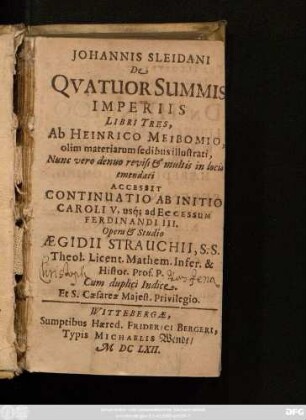 JOHANNIS SLEIDANI
De
QVATUOR SUMMIS
IMPERIIS
LIBRI TRES,
Ab HEINRICO MEIBOMIO,
olim materiarum sedibus illustrati,
Nunc vero denuo revisi & multis in locis
emendati
ACCESSIT
CONTINUATIO AB INITIO
CAROLI V. usq; ad EXCESSUM
FERDINANDI III.
Opera & Studio
ÆGIDII STRAUCHII, S.S.
Theol. Licent. Mathem. Infer. &
Histor. Prof. P.
Christoph
Cum duplici Indice.
Et S. Cæsareæ Majest. Privilegio.
WITTEBERGÆ,
Sumptibus Hæred. FRIDERICI BERGERI,
Typis MICHAELIS Wendt/
M DC LXII.